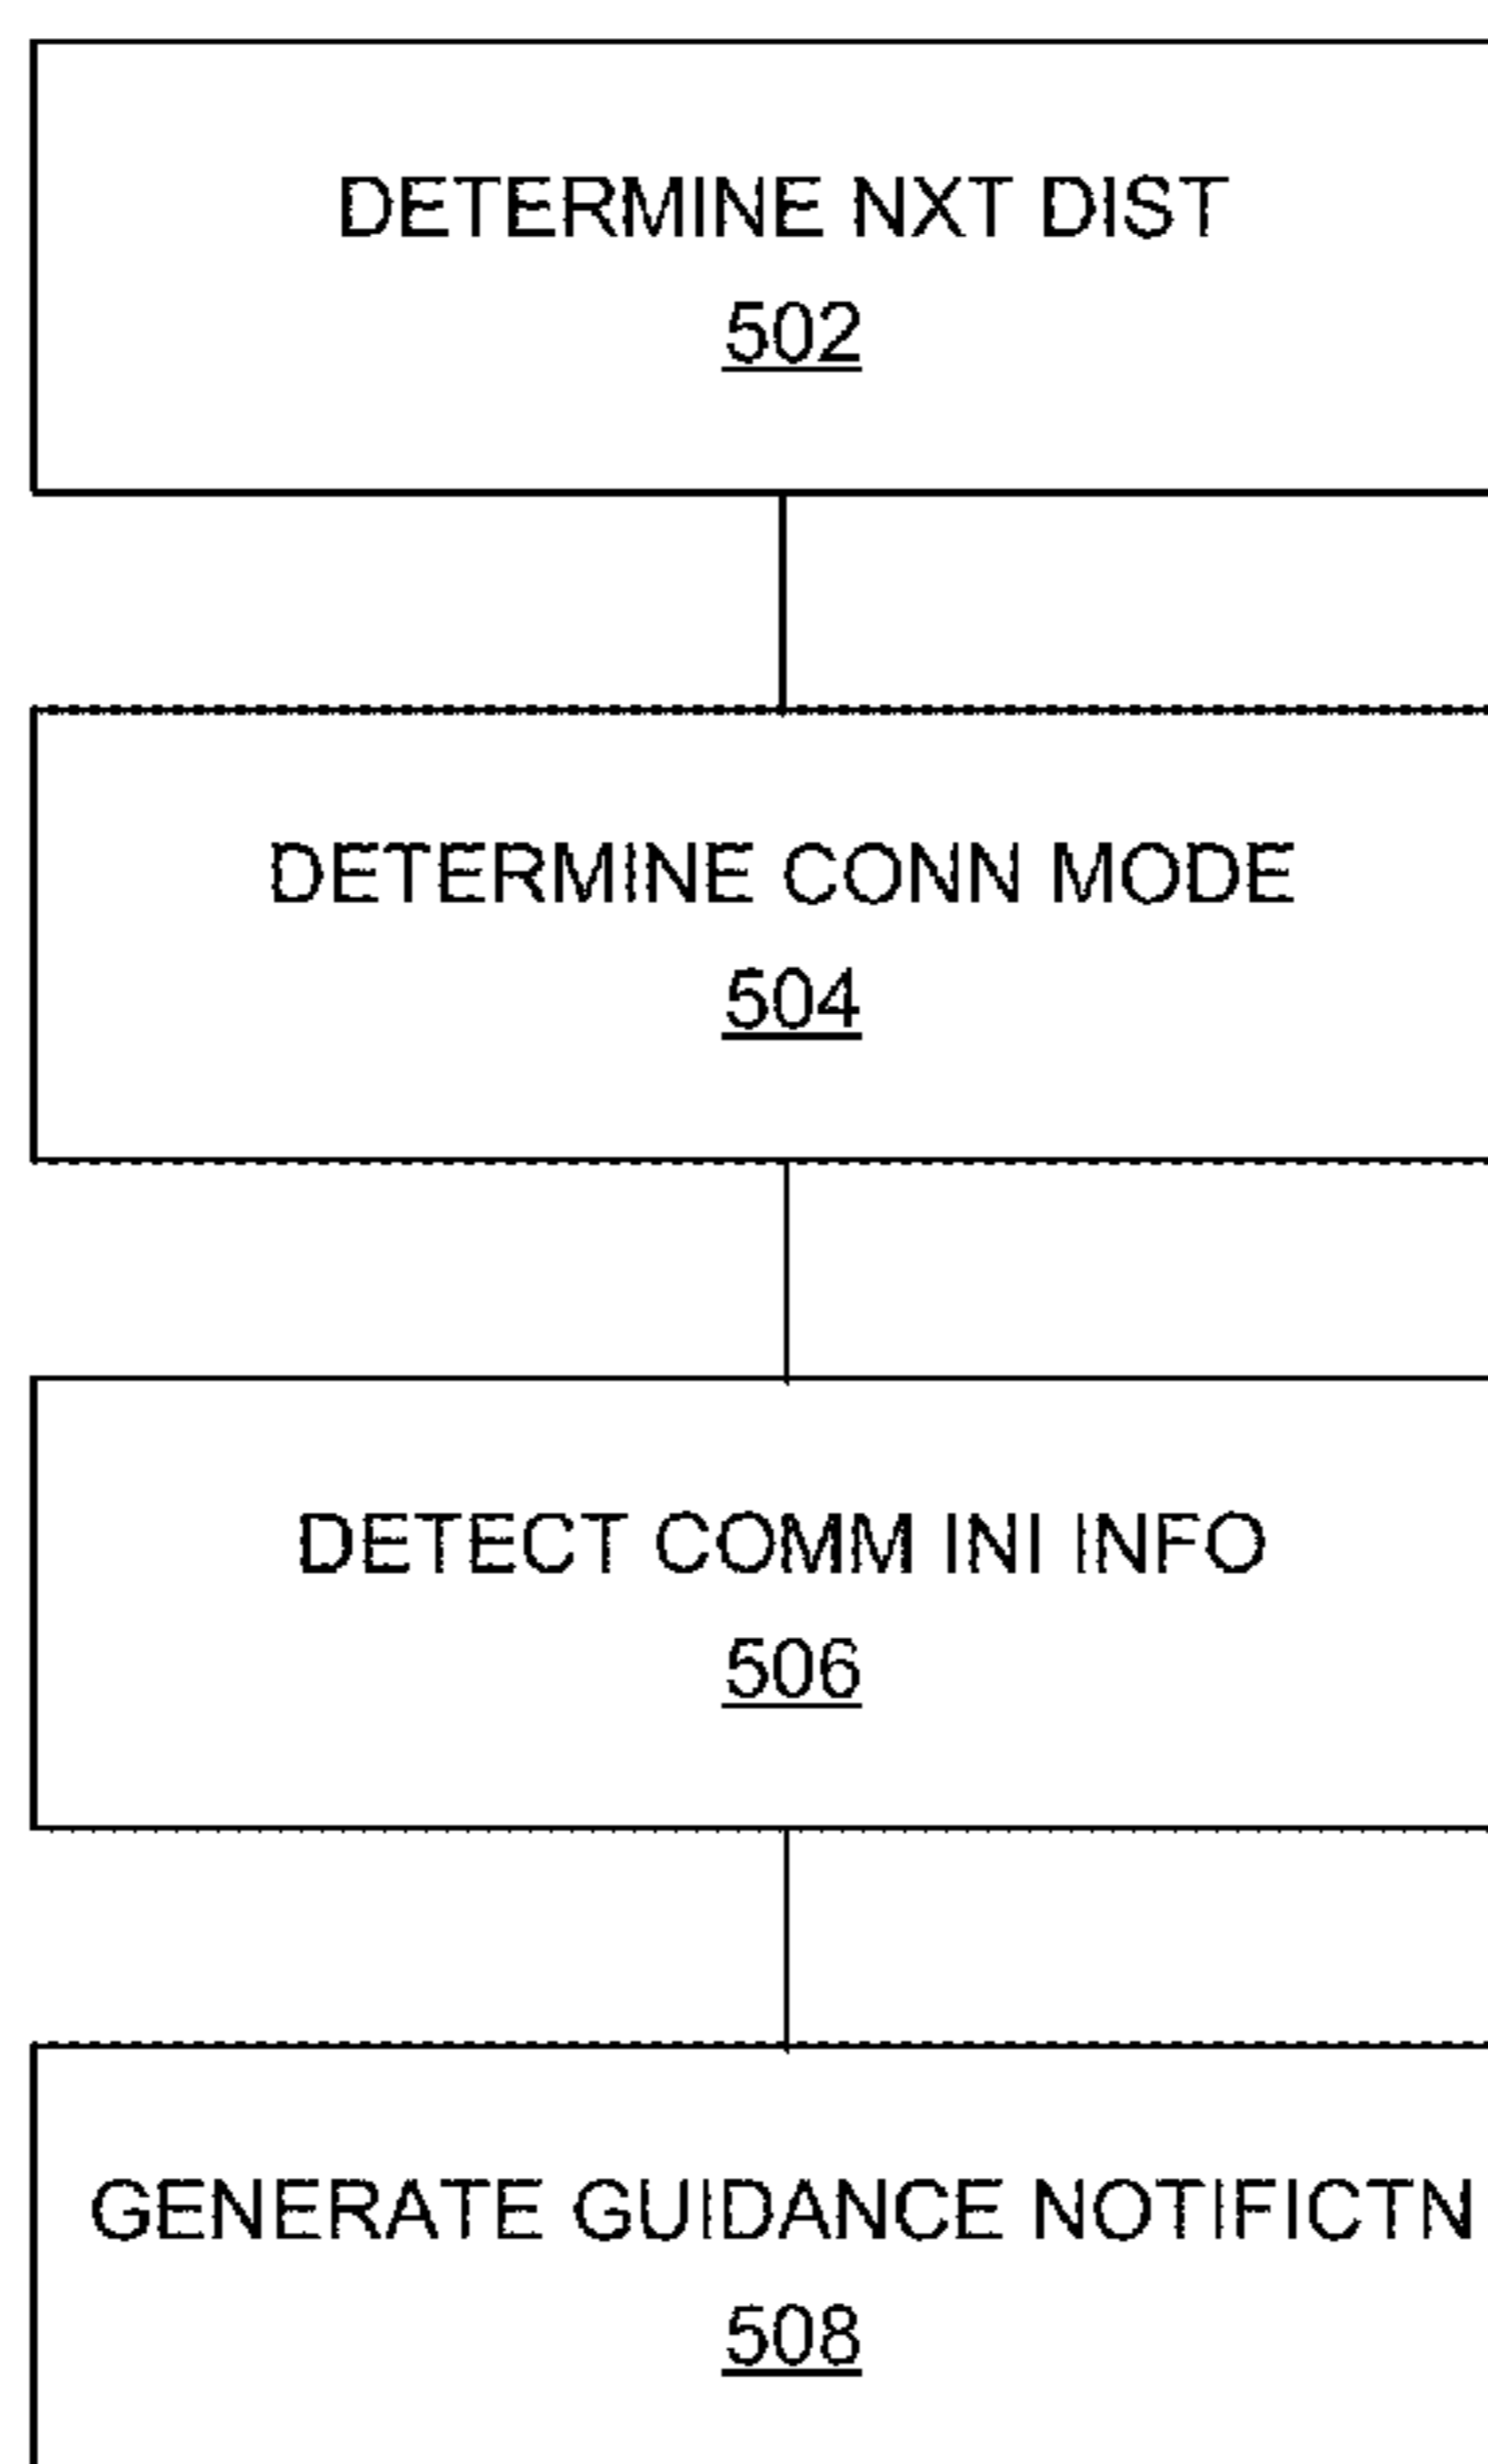 DETERMINE NXT DIST
502
DETERMINE CONN MODE
504
DETECT COMM INI INFO
506
GENERATE GUIDANCE NOTIFICTN
508